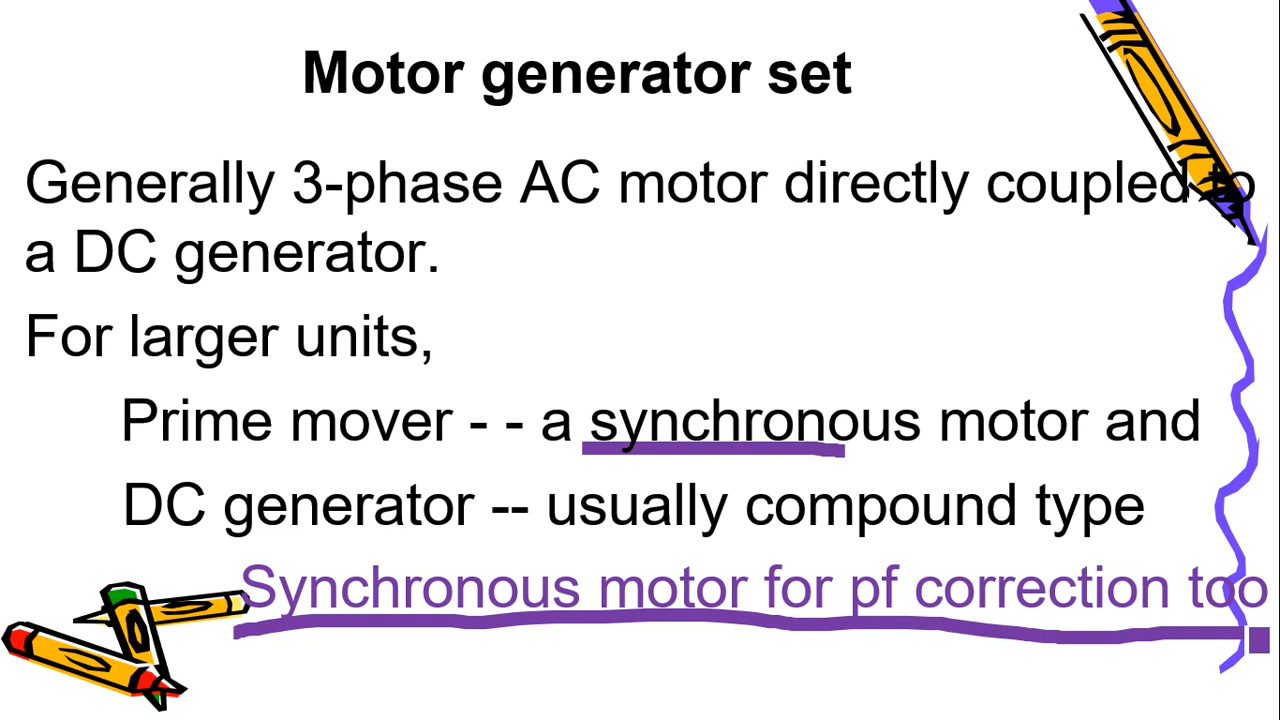 Motor generator set
Generally 3-phase AC motor directly coupled to
a DC generator.
For larger units,
Prime mover - - a synchronous motor and
DC generator -- usually compound type
Synchronous motor for pf correction too